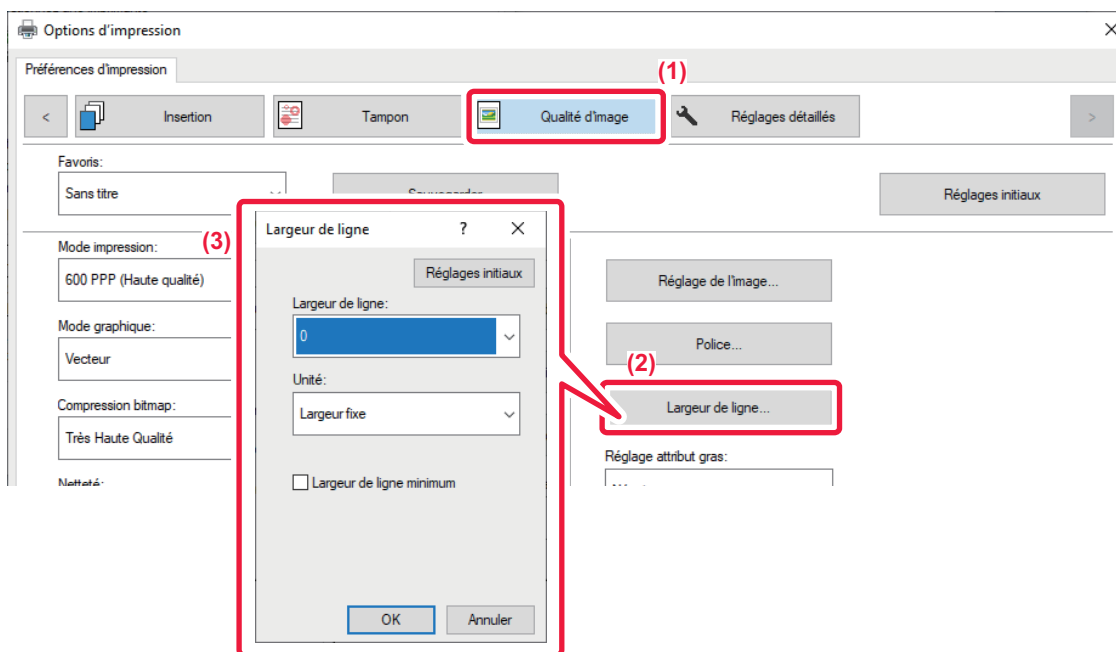 Options d'impression
Préférences d'impression
(1)
< Insertion Tampon Qualité d'image Réglages détaillés >
Favoris:
Sans titre
Réglages initiaux
(3)
Largeur de ligne ? ×
Réglages initiaux
Largeur de ligne:
0
Unité:
Largeur fixe
Largeur de ligne minimum
OK Annuler
Mode impression:
600 PPP (Haute qualité)
Mode graphique:
Vecteur
Compression bitmap:
Très Haute Qualité
Netteté:
Réglage de l'image...
Police...
(2)
Largeur de ligne...
Réglage attribut gras: